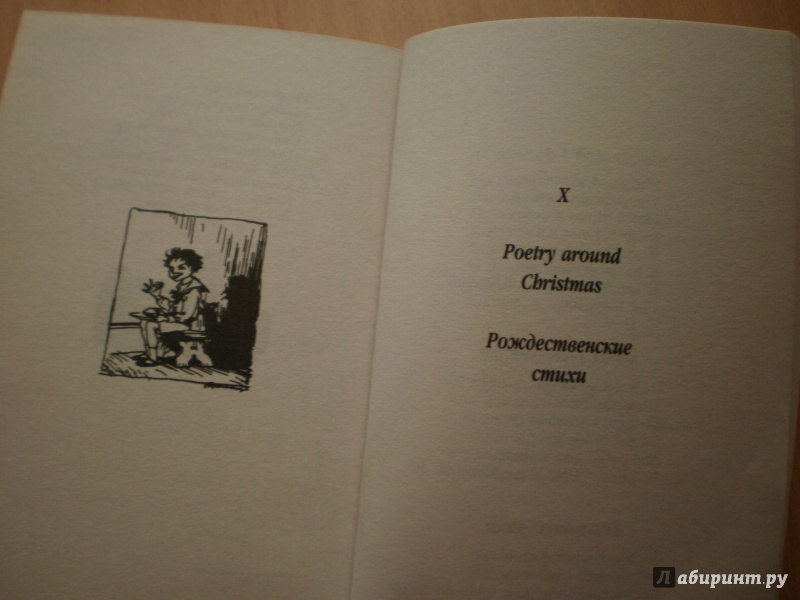 X
Poetry around
Christmas
Рождественские
стихи
Лабиринт.ру